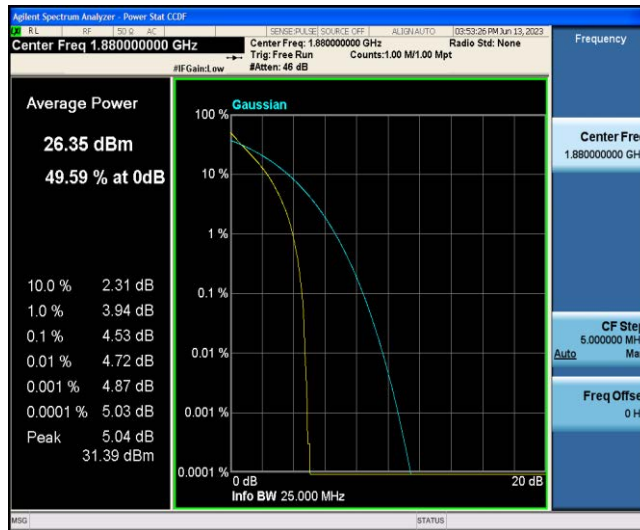 Agilent Spectrum Analyzer - Power Stat CCDF
RL RF 50 Ω AC SENSE:PULSE SOURCE OFF ALIGN AUTO 03:53:26 PM Jun 13, 2023
Center Freq 1.880000000 GHz
Center Freq: 1.880000000 GHz Radio Std: None
Trig: Free Run Counts:1.00 M/1.00 Mpt
#IFGain:Low #Atten: 46 dB
Frequency
Average Power
26.35 dBm
49.59 % at 0dB
10.0 % 2.31 dB
1.0 % 3.94 dB
0.1 % 4.53 dB
0.01 % 4.72 dB
0.001 % 4.87 dB
0.0001 % 5.03 dB
Peak 5.04 dB
31.39 dBm
Gaussian
100 %
10 %
1 %
0.1 %
0.01 %
0.001 %
0.0001 %
0 dB 20 dB
Info BW 25.000 MHz
Center Fre
1.880000000 GH
CF Ste
5.000000 MH
Auto Ma
Freq Offse
0 H
MSG STATUS